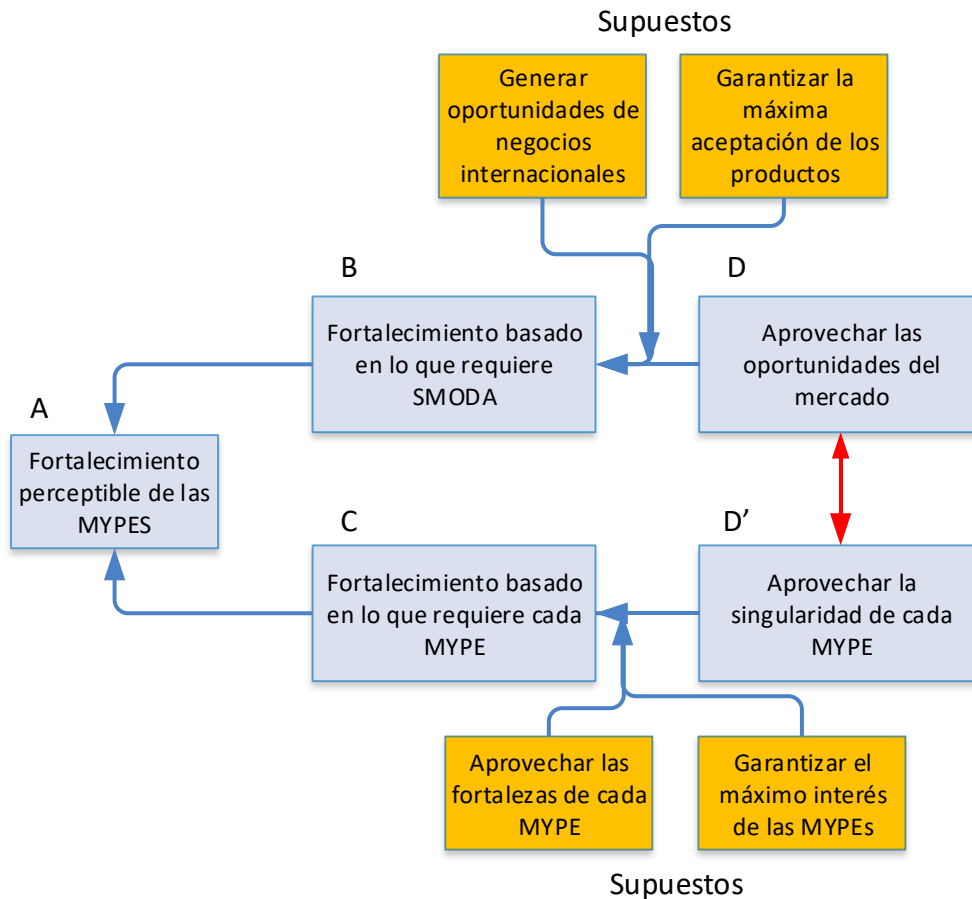 Supuestos
Generar
oportunidades de
negocios
internacionales
Garantizar la
máxima
aceptación de los
productos
B
D
Fortalecimiento basado
en lo que requiere
SMODA
Aprovechar las
oportunidades del
mercado
A
Fortalecimiento
perceptible de las
MYPES
C
D’
Fortalecimiento basado
en lo que requiere cada
MYPE
Aprovechar la
singularidad de cada
MYPE
Aprovechar las
fortalezas de cada
MYPE
Garantizar el
máximo interés
de las MYPEs
Supuestos